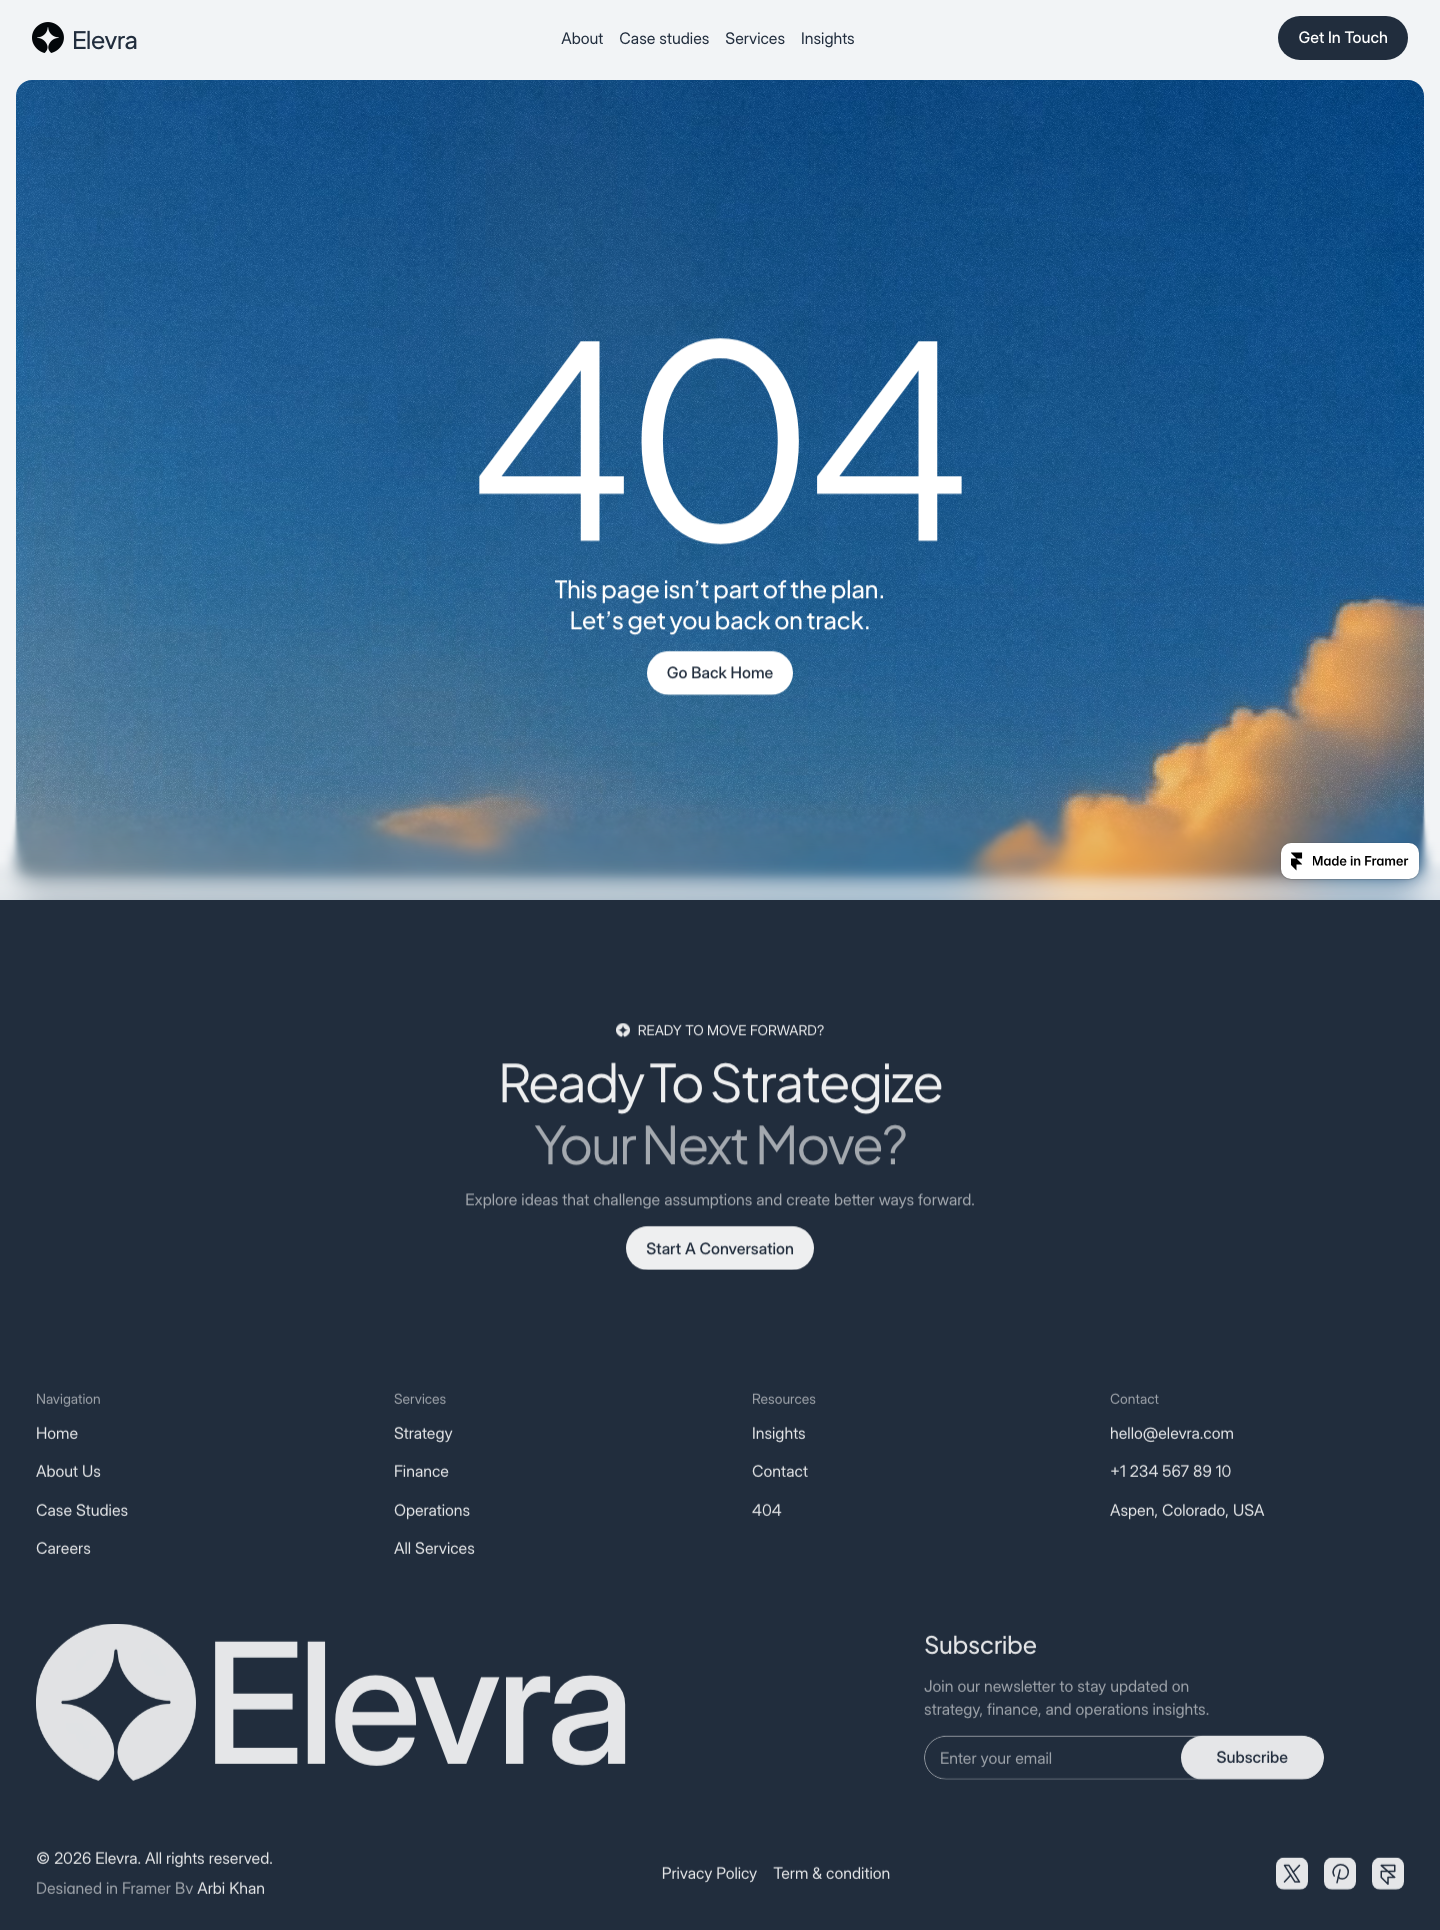 Elevra
About Case studies Services Insights
Get In Touch
404
This page isn’t part of the plan.
Let’s get you back on track.
Go Back Home
Made in Framer
READY TO MOVE FORWARD?
Ready To Strategize
Your Next Move?
Explore ideas that challenge assumptions and create better ways forward.
Start A Conversation
Navigation
Home
About Us
Case Studies
Careers
Services
Strategy
Finance
Operations
All Services
Resources
Insights
Contact
404
Contact
hello@elevra.com
+1 234 567 89 10
Aspen, Colorado, USA
Elevra
Subscribe
Join our newsletter to stay updated on
strategy, finance, and operations insights.
Enter your email
Subscribe
© 2026 Elevra. All rights reserved.
Designed in Framer By Arbi Khan
Privacy Policy Term & condition